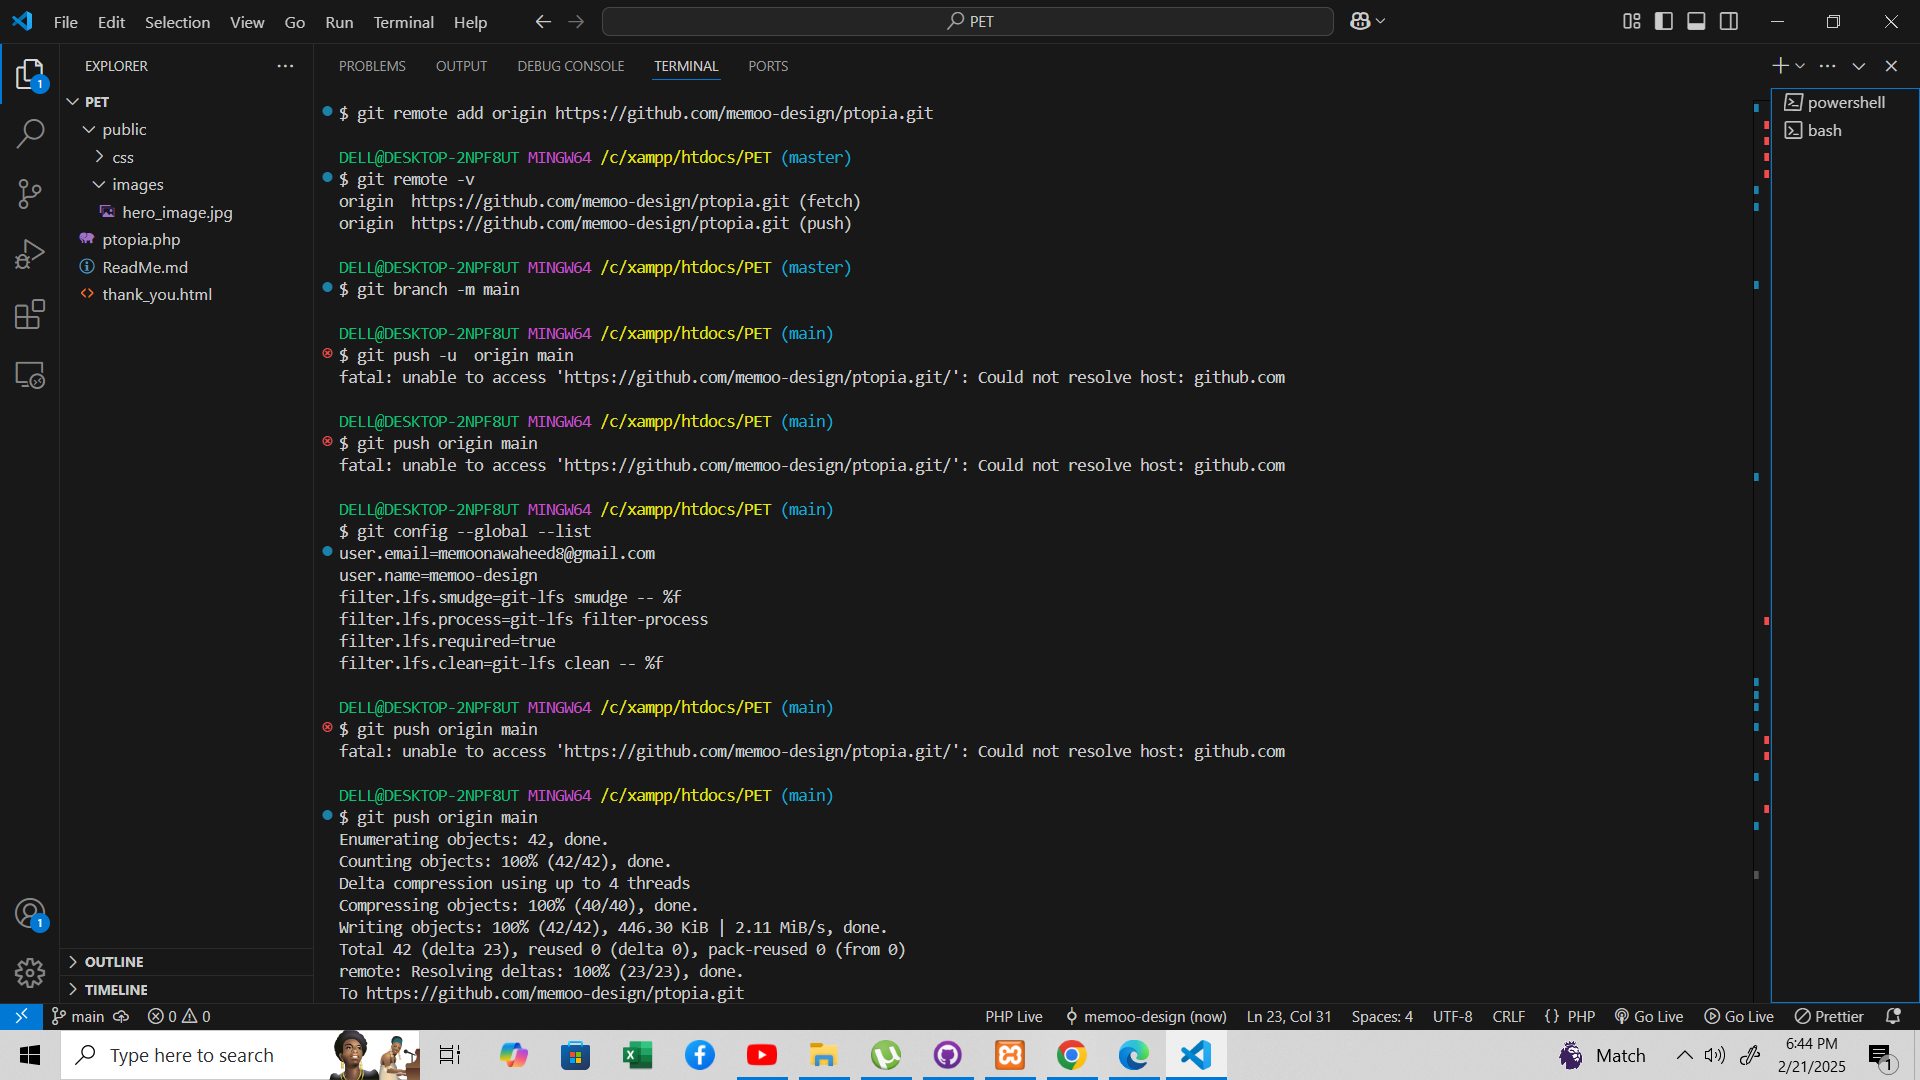 File Edit Selection View Go Run Terminal Help
PET
EXPLORER
PET
public
css
images
hero_image.jpg
ptopia.php
ReadMe.md
thank_you.html
OUTLINE
TIMELINE
PROBLEMS OUTPUT DEBUG CONSOLE TERMINAL PORTS
$ git remote add origin https://github.com/memoo-design/ptopia.git
DELL@DESKTOP-2NPF8UT MINGW64 /c/xampp/htdocs/PET (master)
$ git remote -v
origin  https://github.com/memoo-design/ptopia.git (fetch)
origin  https://github.com/memoo-design/ptopia.git (push)
DELL@DESKTOP-2NPF8UT MINGW64 /c/xampp/htdocs/PET (master)
$ git branch -m main
DELL@DESKTOP-2NPF8UT MINGW64 /c/xampp/htdocs/PET (main)
$ git push -u  origin main
fatal: unable to access 'https://github.com/memoo-design/ptopia.git/': Could not resolve host: github.com
DELL@DESKTOP-2NPF8UT MINGW64 /c/xampp/htdocs/PET (main)
$ git push origin main
fatal: unable to access 'https://github.com/memoo-design/ptopia.git/': Could not resolve host: github.com
DELL@DESKTOP-2NPF8UT MINGW64 /c/xampp/htdocs/PET (main)
$ git config --global --list
user.email=memoonawaheed8@gmail.com
user.name=memoo-design
filter.lfs.smudge=git-lfs smudge -- %f
filter.lfs.process=git-lfs filter-process
filter.lfs.required=true
filter.lfs.clean=git-lfs clean -- %f
DELL@DESKTOP-2NPF8UT MINGW64 /c/xampp/htdocs/PET (main)
$ git push origin main
fatal: unable to access 'https://github.com/memoo-design/ptopia.git/': Could not resolve host: github.com
DELL@DESKTOP-2NPF8UT MINGW64 /c/xampp/htdocs/PET (main)
$ git push origin main
Enumerating objects: 42, done.
Counting objects: 100% (42/42), done.
Delta compression using up to 4 threads
Compressing objects: 100% (40/40), done.
Writing objects: 100% (42/42), 446.30 KiB | 2.11 MiB/s, done.
Total 42 (delta 23), reused 0 (delta 0), pack-reused 0 (from 0)
remote: Resolving deltas: 100% (23/23), done.
To https://github.com/memoo-design/ptopia.git
powershell
bash
1
1
main 0 0 PHP Live memoo-design (now) Ln 23, Col 31 Spaces: 4 UTF-8 CRLF {} PHP Go Live Go Live Prettier
Type here to search
Match
6:44 PM
2/21/2025
1